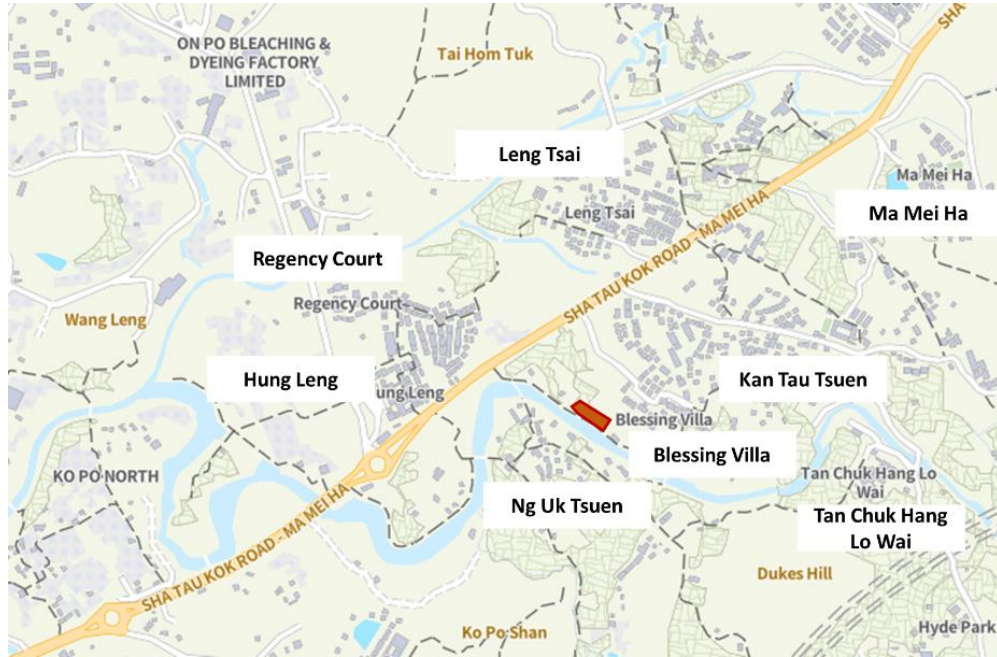 ON PO BLEACHING &
DYEING FACTORY
LIMITED
Tai Hom Tuk
SHA
Leng Tsai
Ma Mei Ha
Ma Mei Ha
Leng Tsai
SHA TAU KOK ROAD - MA MEI HA
Regency Court
Regency Court
Wang Leng
Hung Leng
ung Leng
Kan Tau Tsuen
Blessing Villa
Blessing Villa
KO PO NORTH
Ng Uk Tsuen
Tan Chuk Hang Lo
Wai
Tan Chuk Hang
Lo Wai
SHA TAU KOK ROAD - MA MEI HA
Dukes Hill
Ko Po Shan
Hyde Park